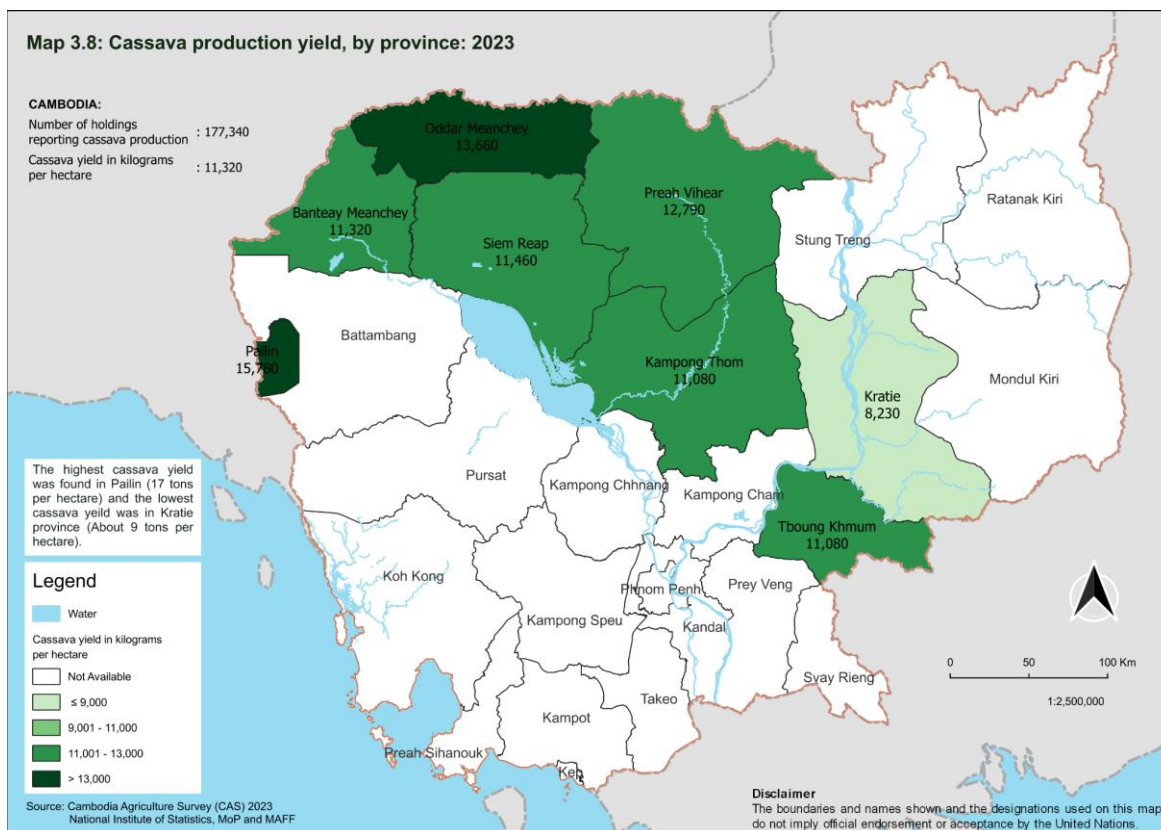 Map 3.8: Cassava production yield, by province: 2023
CAMBODIA:
Number of holdings
reporting cassava production : 177,340
Cassava yield in kilograms
per hectare : 11,320
Oddar Meanchey
13,660
Banteay Meanchey
11,320
Siem Reap
11,460
Preah Vihear
12,790
Stung Treng
Ratanak Kiri
Battambang
Pailin
15,780
Kampong Thom
11,080
Kratie
8,230
Mondul Kiri
Pursat
Kampong Chhnang
Kampong Cham
Tboung Khmum
11,080
Koh Kong
Kampong Speu
Phnom Penh
Prey Veng
Kandal
Svay Rieng
Takeo
Kampot
Preah Sihanouk
Keb
The highest cassava yield
was found in Pailin (17 tons
per hectare) and the lowest
cassava yeild was in Kratie
province (About 9 tons per
hectare).
Legend
Water
Cassava yield in kilograms
per hectare
Not Available
≤ 9,000
9,001 - 11,000
11,001 - 13,000
> 13,000
Source: Cambodia Agriculture Survey (CAS) 2023
National Institute of Statistics, MoP and MAFF
0 50 100 Km
1:2,500,000
Disclaimer
The boundaries and names shown and the designations used on this map
do not imply official endorsement or acceptance by the United Nations.